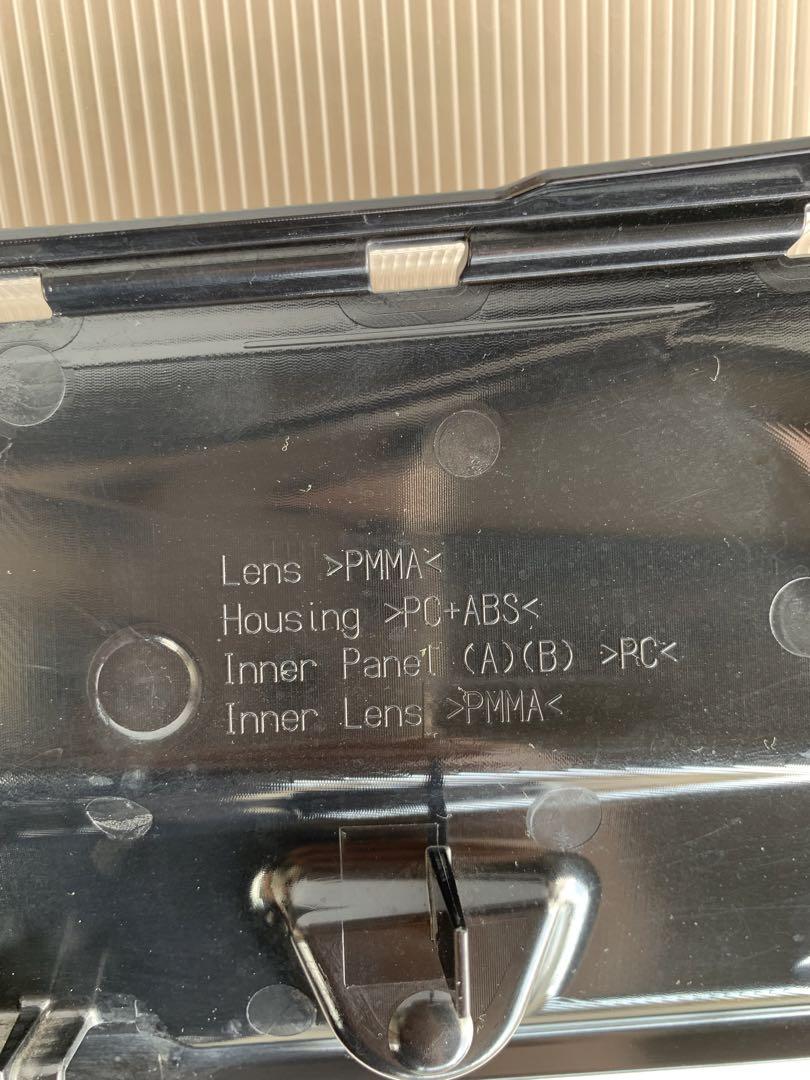 Lens >PMMA<
Housing >PC+ABS<
Inner Panel (A)(B) >PC<
Inner Lens >PMMA<